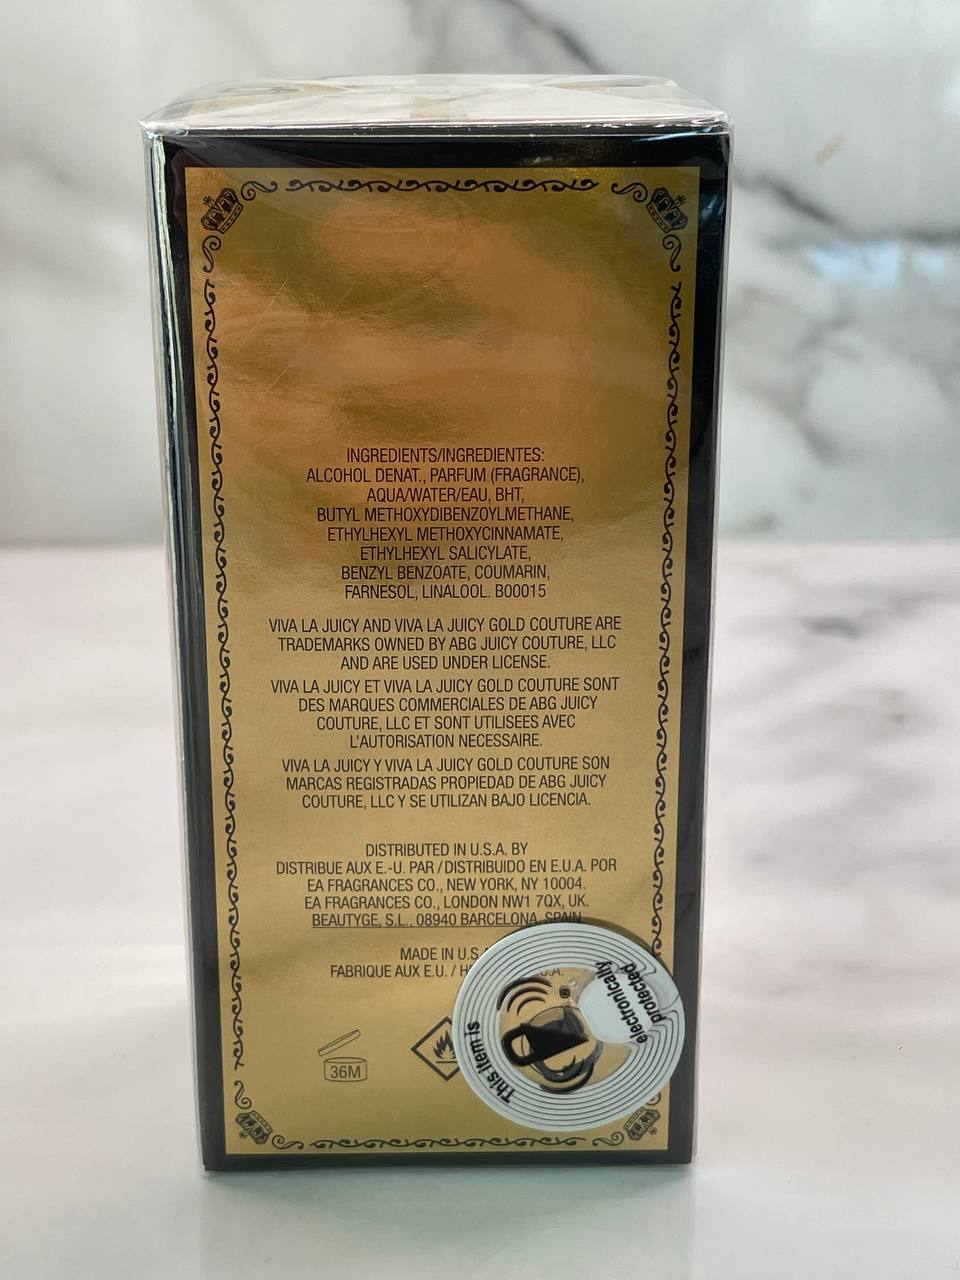 INGREDIENTS/INGREDIENTES:
ALCOHOL DENAT., PARFUM (FRAGRANCE),
AQUA/WATER/EAU, BHT,
BUTYL METHOXYDIBENZOYLMETHANE,
ETHYLHEXYL METHOXYCINNAMATE,
ETHYLHEXYL SALICYLATE,
BENZYL BENZOATE, COUMARIN,
FARNESOL, LINALOOL. B00015
VIVA LA JUICY AND VIVA LA JUICY GOLD COUTURE ARE
TRADEMARKS OWNED BY ABG JUICY COUTURE, LLC
AND ARE USED UNDER LICENSE.
VIVA LA JUICY ET VIVA LA JUICY GOLD COUTURE SONT
DES MARQUES COMMERCIALES DE ABG JUICY
COUTURE, LLC ET SONT UTILISEES AVEC
L'AUTORISATION NECESSAIRE.
VIVA LA JUICY Y VIVA LA JUICY GOLD COUTURE SON
MARCAS REGISTRADAS PROPIEDAD DE ABG JUICY
COUTURE, LLC Y SE UTILIZAN BAJO LICENCIA.
DISTRIBUTED IN U.S.A. BY
DISTRIBUE AUX E.-U. PAR / DISTRIBUIDO EN E.U.A. POR
EA FRAGRANCES CO., NEW YORK, NY 10004.
EA FRAGRANCES CO., LONDON NW1 7QX, UK.
BEAUTYGE, S.L., 08940 BARCELONA, SPAIN
MADE IN U.S.
FABRIQUE AUX E.U. /
36M
This item is
electronically
protected